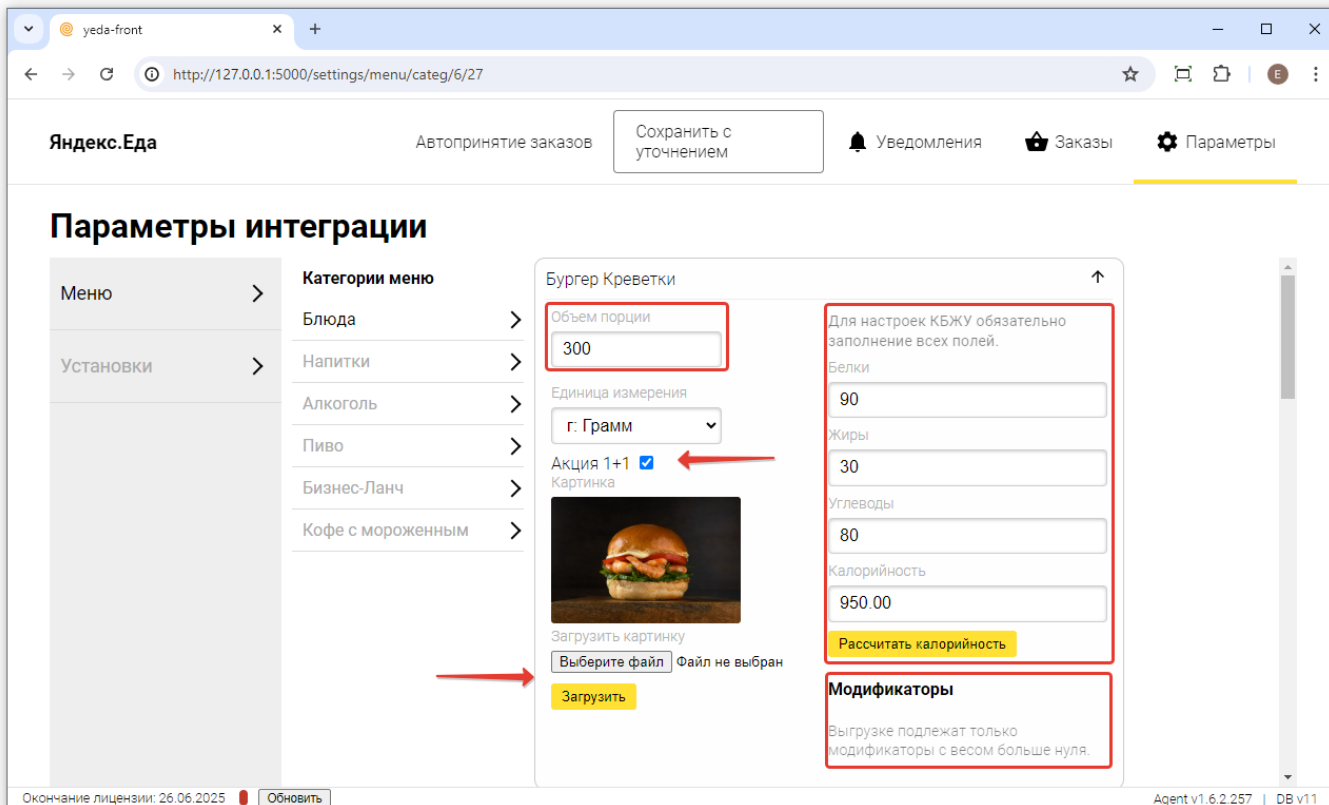 yeda-front
http://127.0.0.1:5000/settings/menu/categ/6/27
E
Яндекс.Еда
Автопринятие заказов
Сохранить с
уточнением
Уведомления
Заказы
Параметры
Параметры интеграции
Меню
Установки
Категории меню
Блюда
Напитки
Алкоголь
Пиво
Бизнес-Ланч
Кофе с мороженным
Бургер Креветки
Объем порции
300
Единица измерения
г: Грамм
Акция 1+1
Картинка
Загрузить картинку
Выберите файл Файл не выбран
Загрузить
Для настроек КБЖУ обязательно
заполнение всех полей.
Белки
90
Жиры
30
Углеводы
80
Калорийность
950.00
Рассчитать калорийность
Модификаторы
Выгрузке подлежат только
модификаторы с весом больше нуля.
Окончание лицензии: 26.06.2025
Обновить
Agent v1.6.2.257 | DB v11